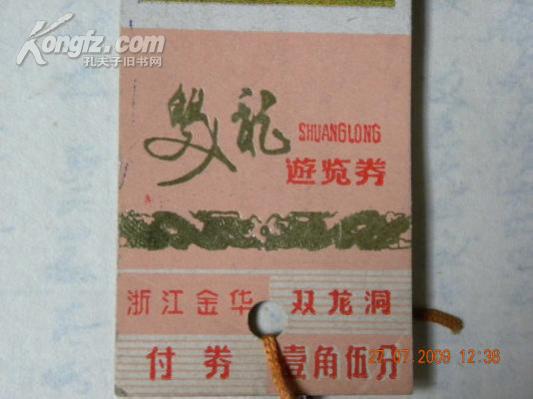 Kongfz.com
孔夫子旧书网
雙龍
SHUANGLONG
遊览券
浙江金华 双龙洞
付券 壹角伍分
27 07 2009 12:38